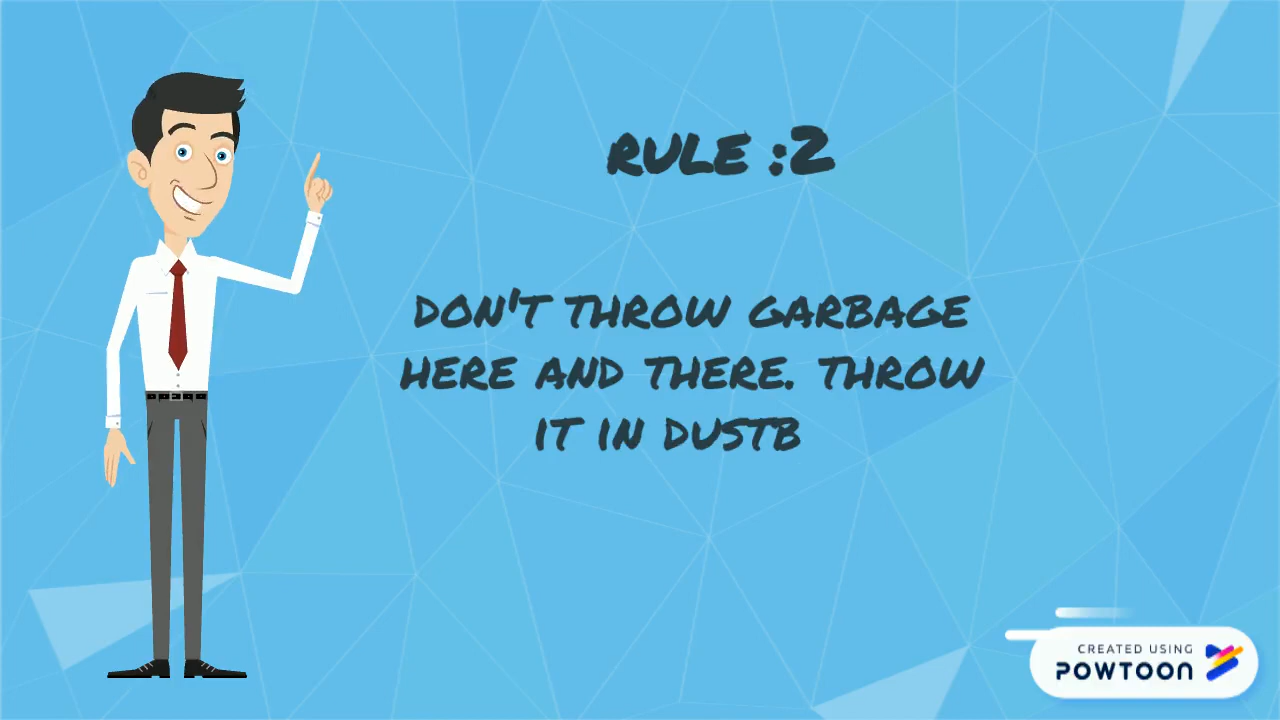 RULE :2
DON'T THROW GARBAGE
HERE AND THERE. THROW
IT IN DUSTB
CREATED USING
POWTOON